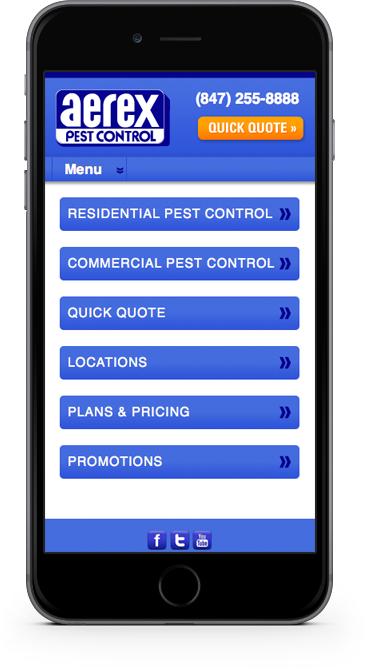 aerex
PEST CONTROL
(847) 255-8888
QUICK QUOTE »
Menu
RESIDENTIAL PEST CONTROL »
COMMERCIAL PEST CONTROL »
QUICK QUOTE »
LOCATIONS »
PLANS & PRICING »
PROMOTIONS »
f t You Tube